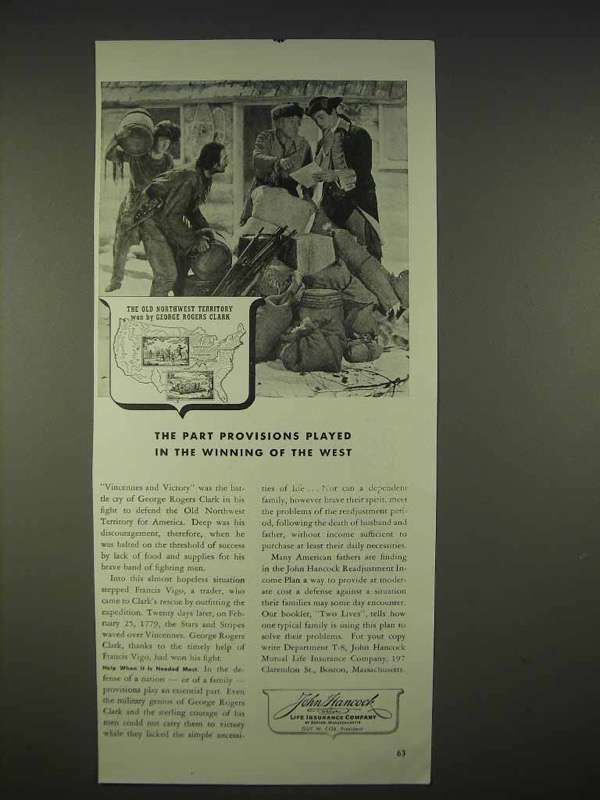 THE OLD NORTHWEST TERRITORY
won by GEORGE ROGERS CLARK
THE PART PROVISIONS PLAYED
IN THE WINNING OF THE WEST
"Vincennes and Victory" was the bat-
tle cry of George Rogers Clark in his
fight to defend the Old Northwest
Territory for America. Deep was his
discouragement, therefore, when he
was halted on the threshold of success
by lack of food and supplies for his
brave band of fighting men.
Into this almost hopeless situation
stepped Francis Vigo, a trader, who
came to Clark's rescue by outfitting the
expedition. Twenty days later, on Feb-
ruary 25, 1779, the Stars and Stripes
waved over Vincennes. George Rogers
Clark, thanks to the timely help of
Francis Vigo, had won his fight.
Help When It Is Needed Most. In the de-
fense of a nation — or of a family —
provisions play an essential part. Even
the military genius of George Rogers
Clark and the sterling courage of his
men could not carry them to victory
while they lacked the simple necessi-
ties of life . . . Nor can a dependent
family, however brave their spirit, meet
the problems of the readjustment peri-
od, following the death of husband and
father, without income sufficient to
purchase at least their daily necessities.
Many American fathers are finding
in the John Hancock Readjustment In-
come Plan a way to provide at moder-
ate cost a defense against a situation
their families may some day encounter.
Our booklet, "Two Lives", tells how
one typical family is using this plan to
solve their problems. For your copy
write Department T-8, John Hancock
Mutual Life Insurance Company, 197
Clarendon St., Boston, Massachusetts.
John Hancock
LIFE INSURANCE COMPANY
OF BOSTON, MASSACHUSETTS
GUY W. COX, President
63